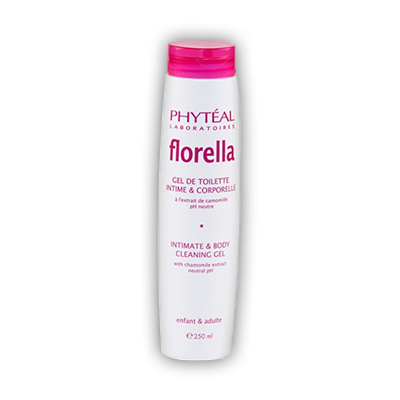 PHYTÉAL
LABORATOIRES
florella
GEL DE TOILETTE
INTIME & CORPORELLE
à l'extrait de camomille
pH neutre
INTIMATE & BODY
CLEANING GEL
with chamomile extract
neutral pH
enfant & adulte
℮ 250 ml